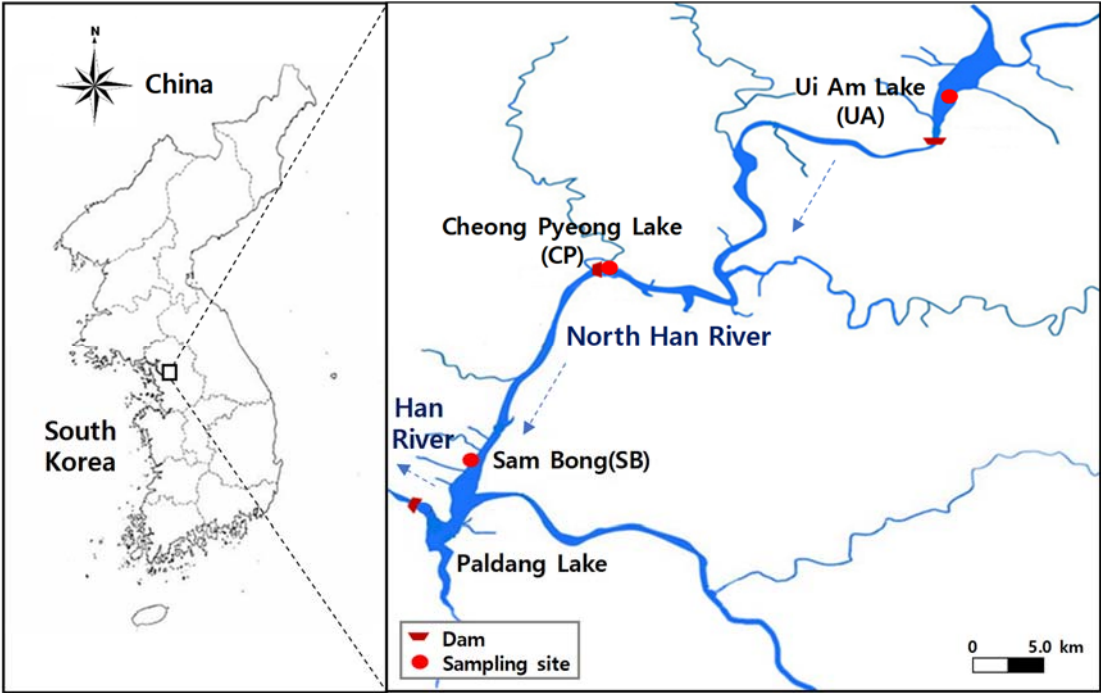 N
China
South
Korea
Ui Am Lake
(UA)
Cheong Pyeong Lake
(CP)
North Han River
Han
River
Sam Bong(SB)
Paldang Lake
Dam
Sampling site
0 5.0 km